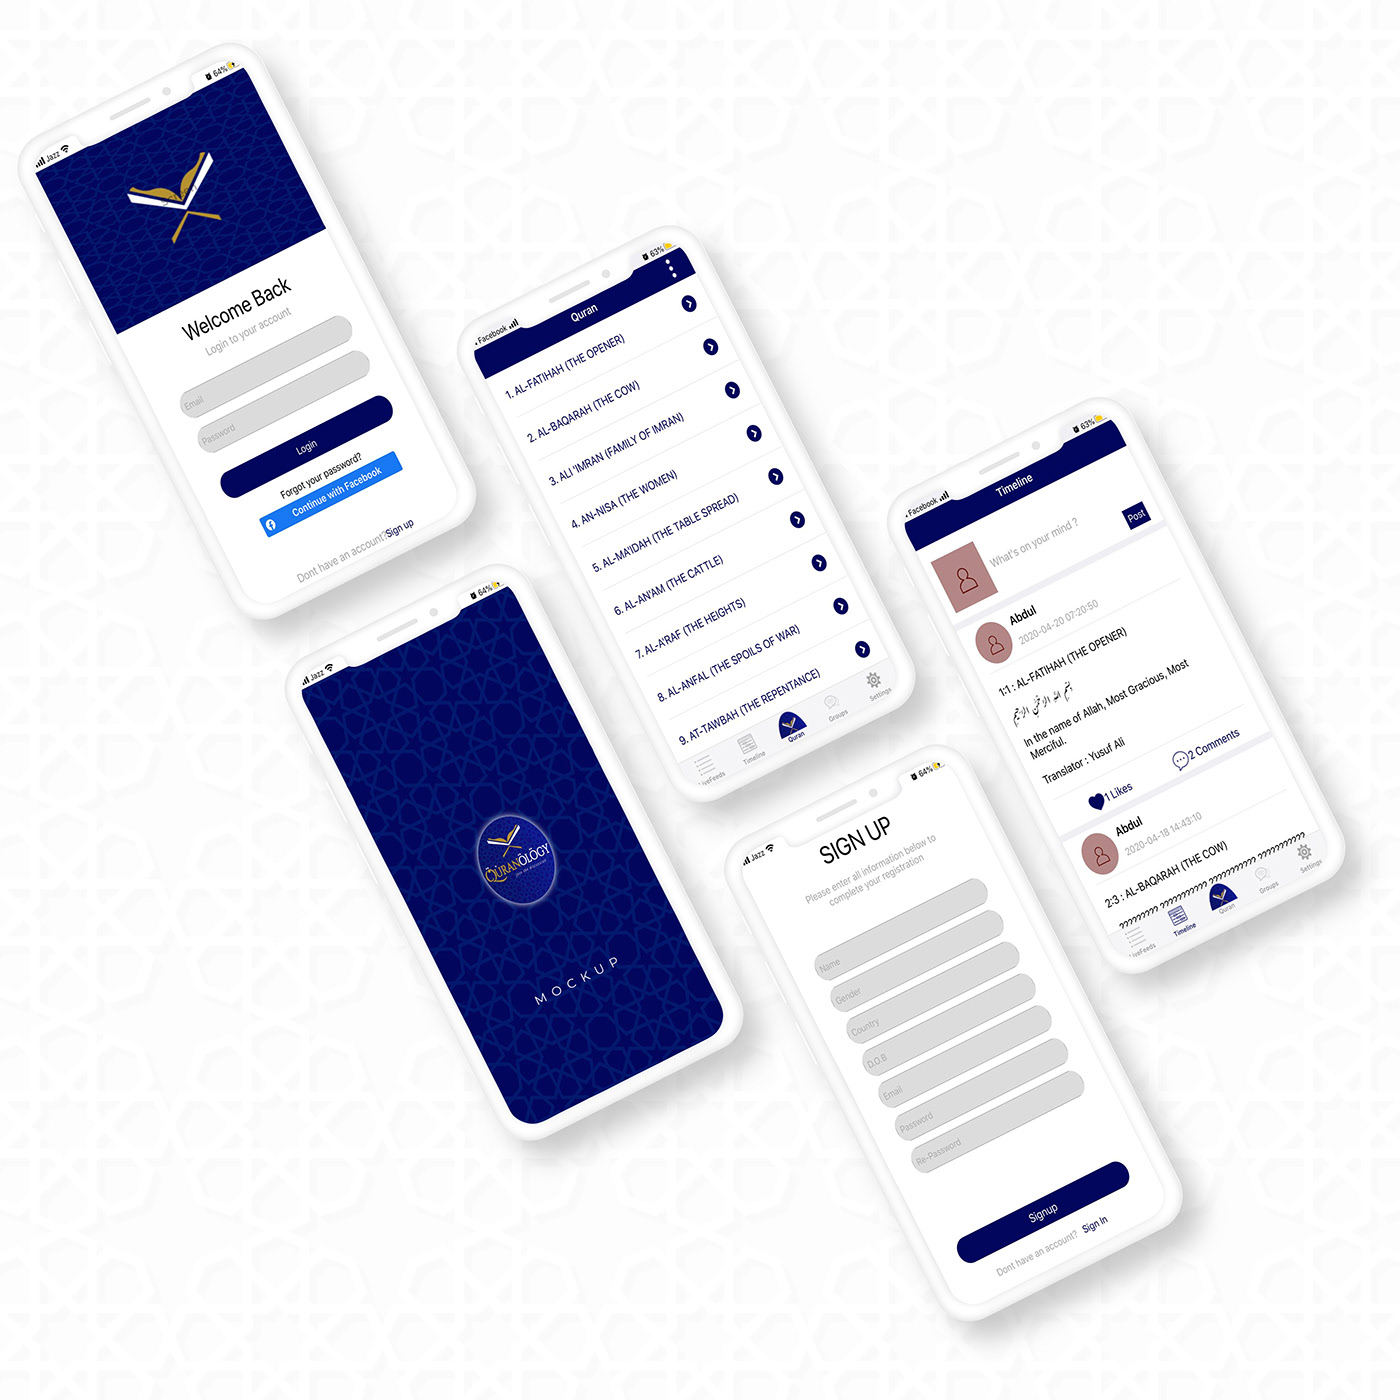 Jazz
64%
Welcome Back
Login to your account
Email
Password
Login
Forgot your password?
Continue with Facebook
Dont have an account?Sign up
Facebook
63%
Quran
1. AL-FATIHAH (THE OPENER)
2. AL-BAQARAH (THE COW)
3. ALI 'IMRAN (FAMILY OF IMRAN)
4. AN-NISA (THE WOMEN)
5. AL-MA'IDAH (THE TABLE SPREAD)
6. AL-AN'AM (THE CATTLE)
7. AL-A'RAF (THE HEIGHTS)
8. AL-ANFAL (THE SPOILS OF WAR)
9. AT-TAWBAH (THE REPENTANCE)
LiveFeeds
Timeline
Quran
Groups
Settings
Facebook
63%
Timeline
What's on your mind ?
Post
Abdul
2020-04-20 07:20:50
1:1 : AL-FATIHAH (THE OPENER)
بسم الله الرحمن الرحيم
In the name of Allah, Most Gracious, Most
Merciful.
Translator : Yusuf Ali
1 Likes
2 Comments
Abdul
2020-04-18 14:43:10
2:3 : AL-BAQARAH (THE COW)
????????? ??????????? ??????????? ???????????
LiveFeeds
Timeline
Quran
Groups
Settings
Jazz
64%
QURANOLOGY
MOCKUP
Jazz
64%
SIGN UP
Please enter all information below to
complete your registration
Name
Gender
Country
D.O.B
Email
Password
Re-Password
Signup
Dont have an account? Sign In